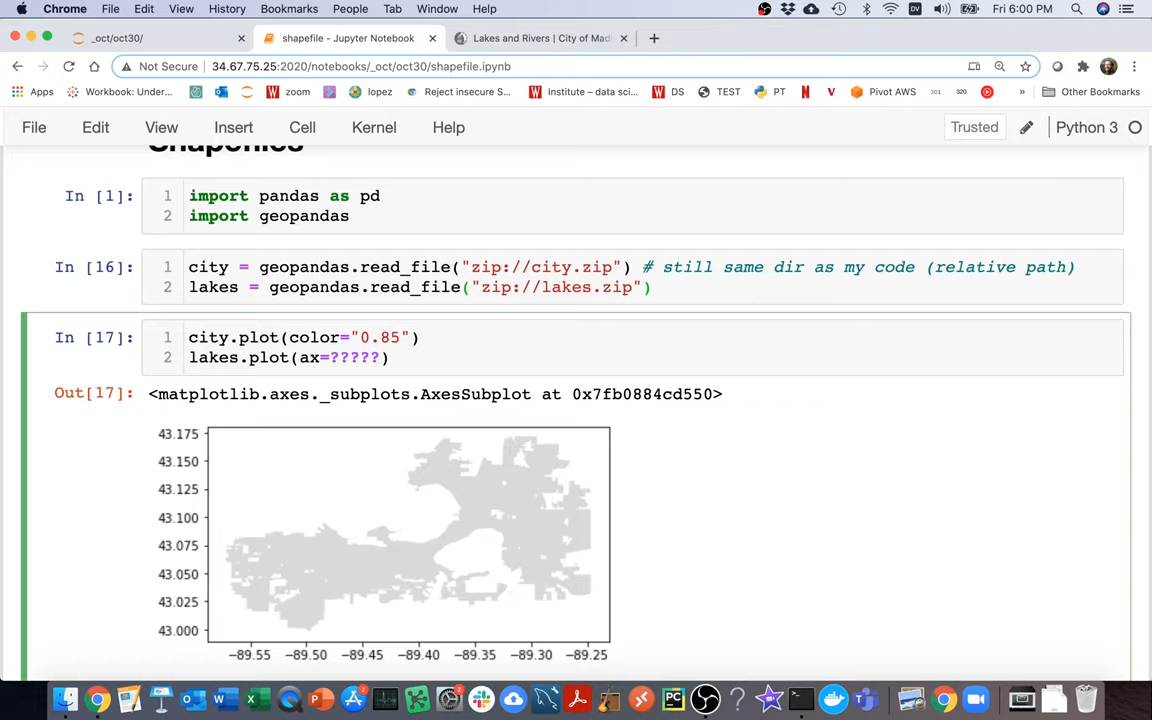 Chrome File Edit View History Bookmarks People Tab Window Help DV Fri 6:00 PM
_oct/oct30/ shapefile - Jupyter Notebook Lakes and Rivers | City of Mad
Not Secure 34.67.75.25:2020/notebooks/_oct/oct30/shapefile.ipynb
Apps Workbook: Under... zoom lopez Reject insecure S... Institute – data sci... DS TEST PT Pivot AWS 301 320 » Other Bookmarks
File Edit View Insert Cell Kernel Help Trusted Python 3
Shapefiles
In [1]: 1 import pandas as pd
2 import geopandas
In [16]: 1 city = geopandas.read_file("zip://city.zip") # still same dir as my code (relative path)
2 lakes = geopandas.read_file("zip://lakes.zip")
In [17]: 1 city.plot(color="0.85")
2 lakes.plot(ax=?????)
Out[17]: <matplotlib.axes._subplots.AxesSubplot at 0x7fb0884cd550>
43.175
43.150
43.125
43.100
43.075
43.050
43.025
43.000
−89.55 −89.50 −89.45 −89.40 −89.35 −89.30 −89.25